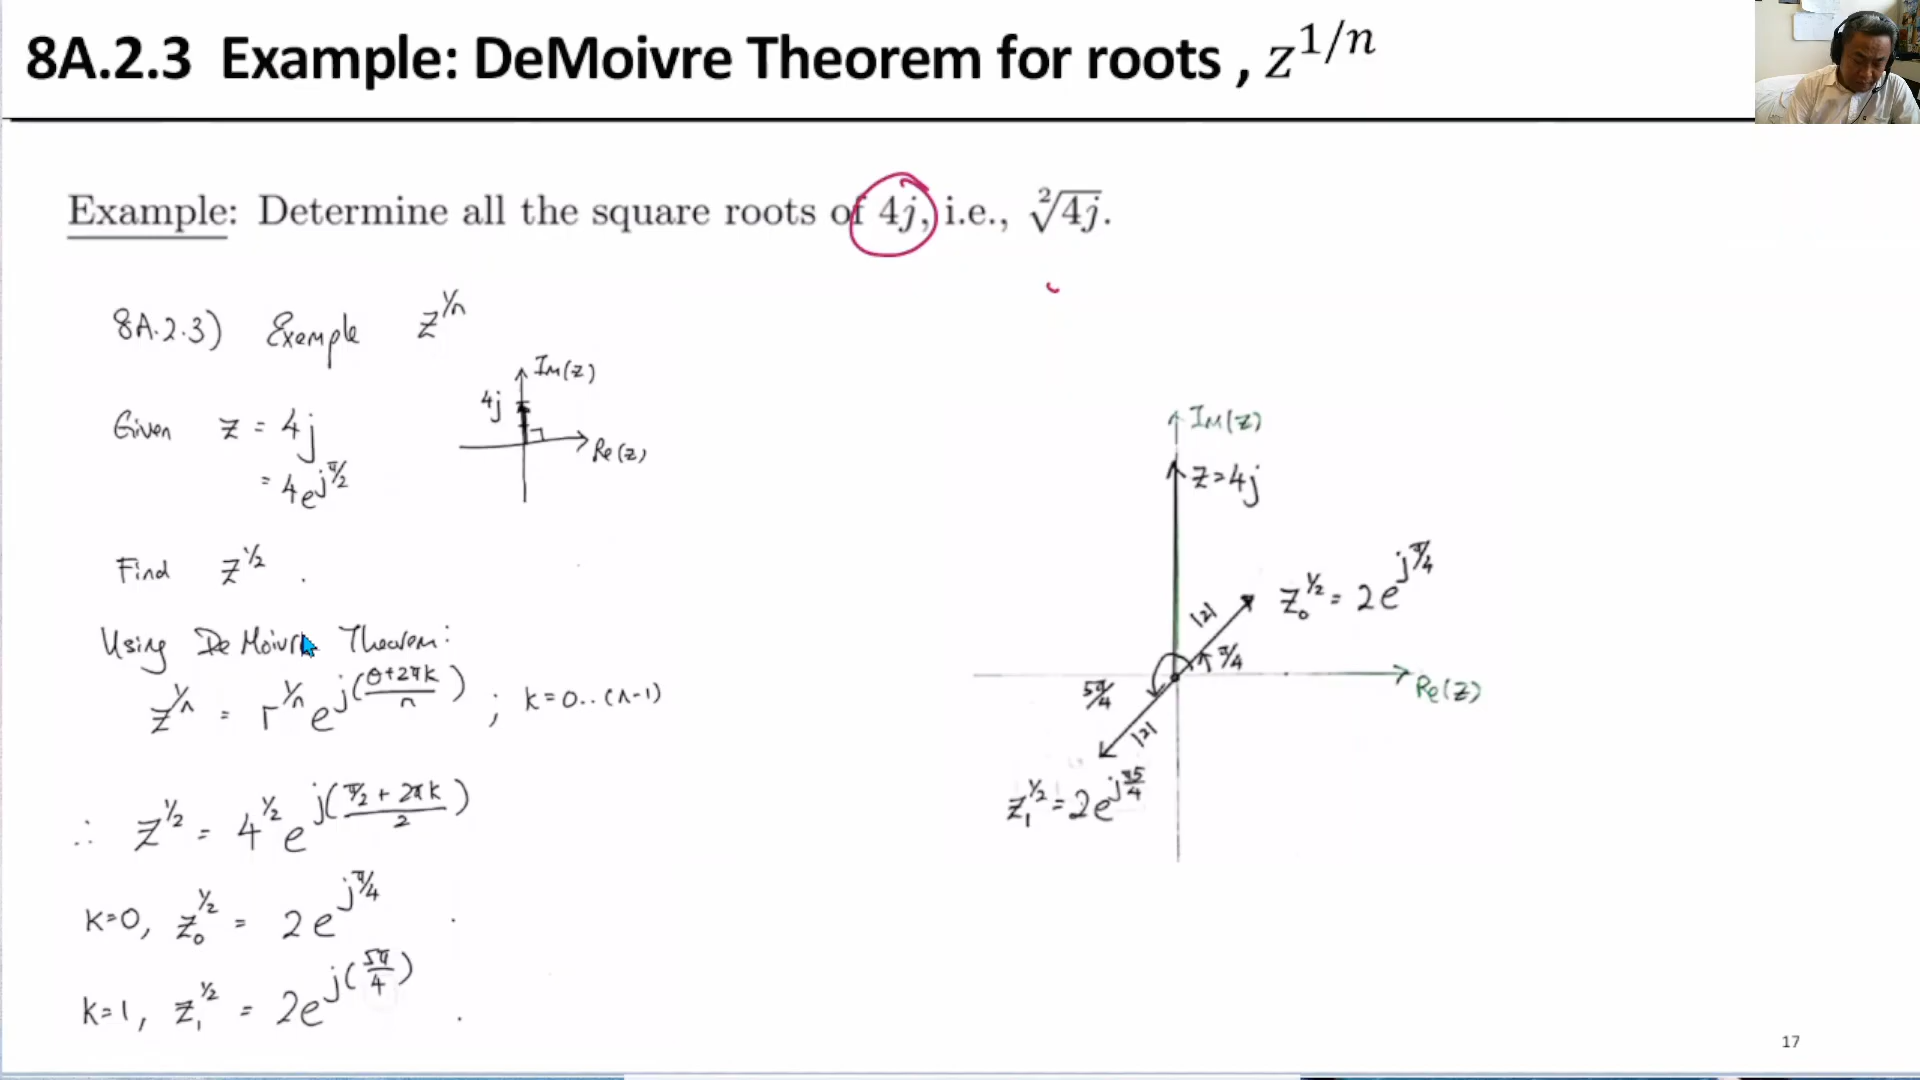 8A.2.3 Example: DeMoivre Theorem for roots , z^{1/n}
Example: Determine all the square roots of 4j, i.e., ²√4j.
8A.2.3) Example z^{1/n}
Im(z)
4j
Re(z)
Given z = 4j
= 4e^{jπ/2}
Find z^{1/2} .
Using De Moivre Theorem:
z^{1/n} = r^{1/n} e^{j((θ+2πk)/n)} ; k=0..(n-1)
∴ z^{1/2} = 4^{1/2} e^{j((π/2 + 2πk)/2)}
k=0, z₀^{1/2} = 2e^{jπ/4}
k=1, z₁^{1/2} = 2e^{j(5π/4)}
Im(z)
z=4j
z₀^{1/2} = 2e^{jπ/4}
|2|
π/4
Re(z)
5π/4
|2|
z₁^{1/2} = 2e^{jπ5/4}
17